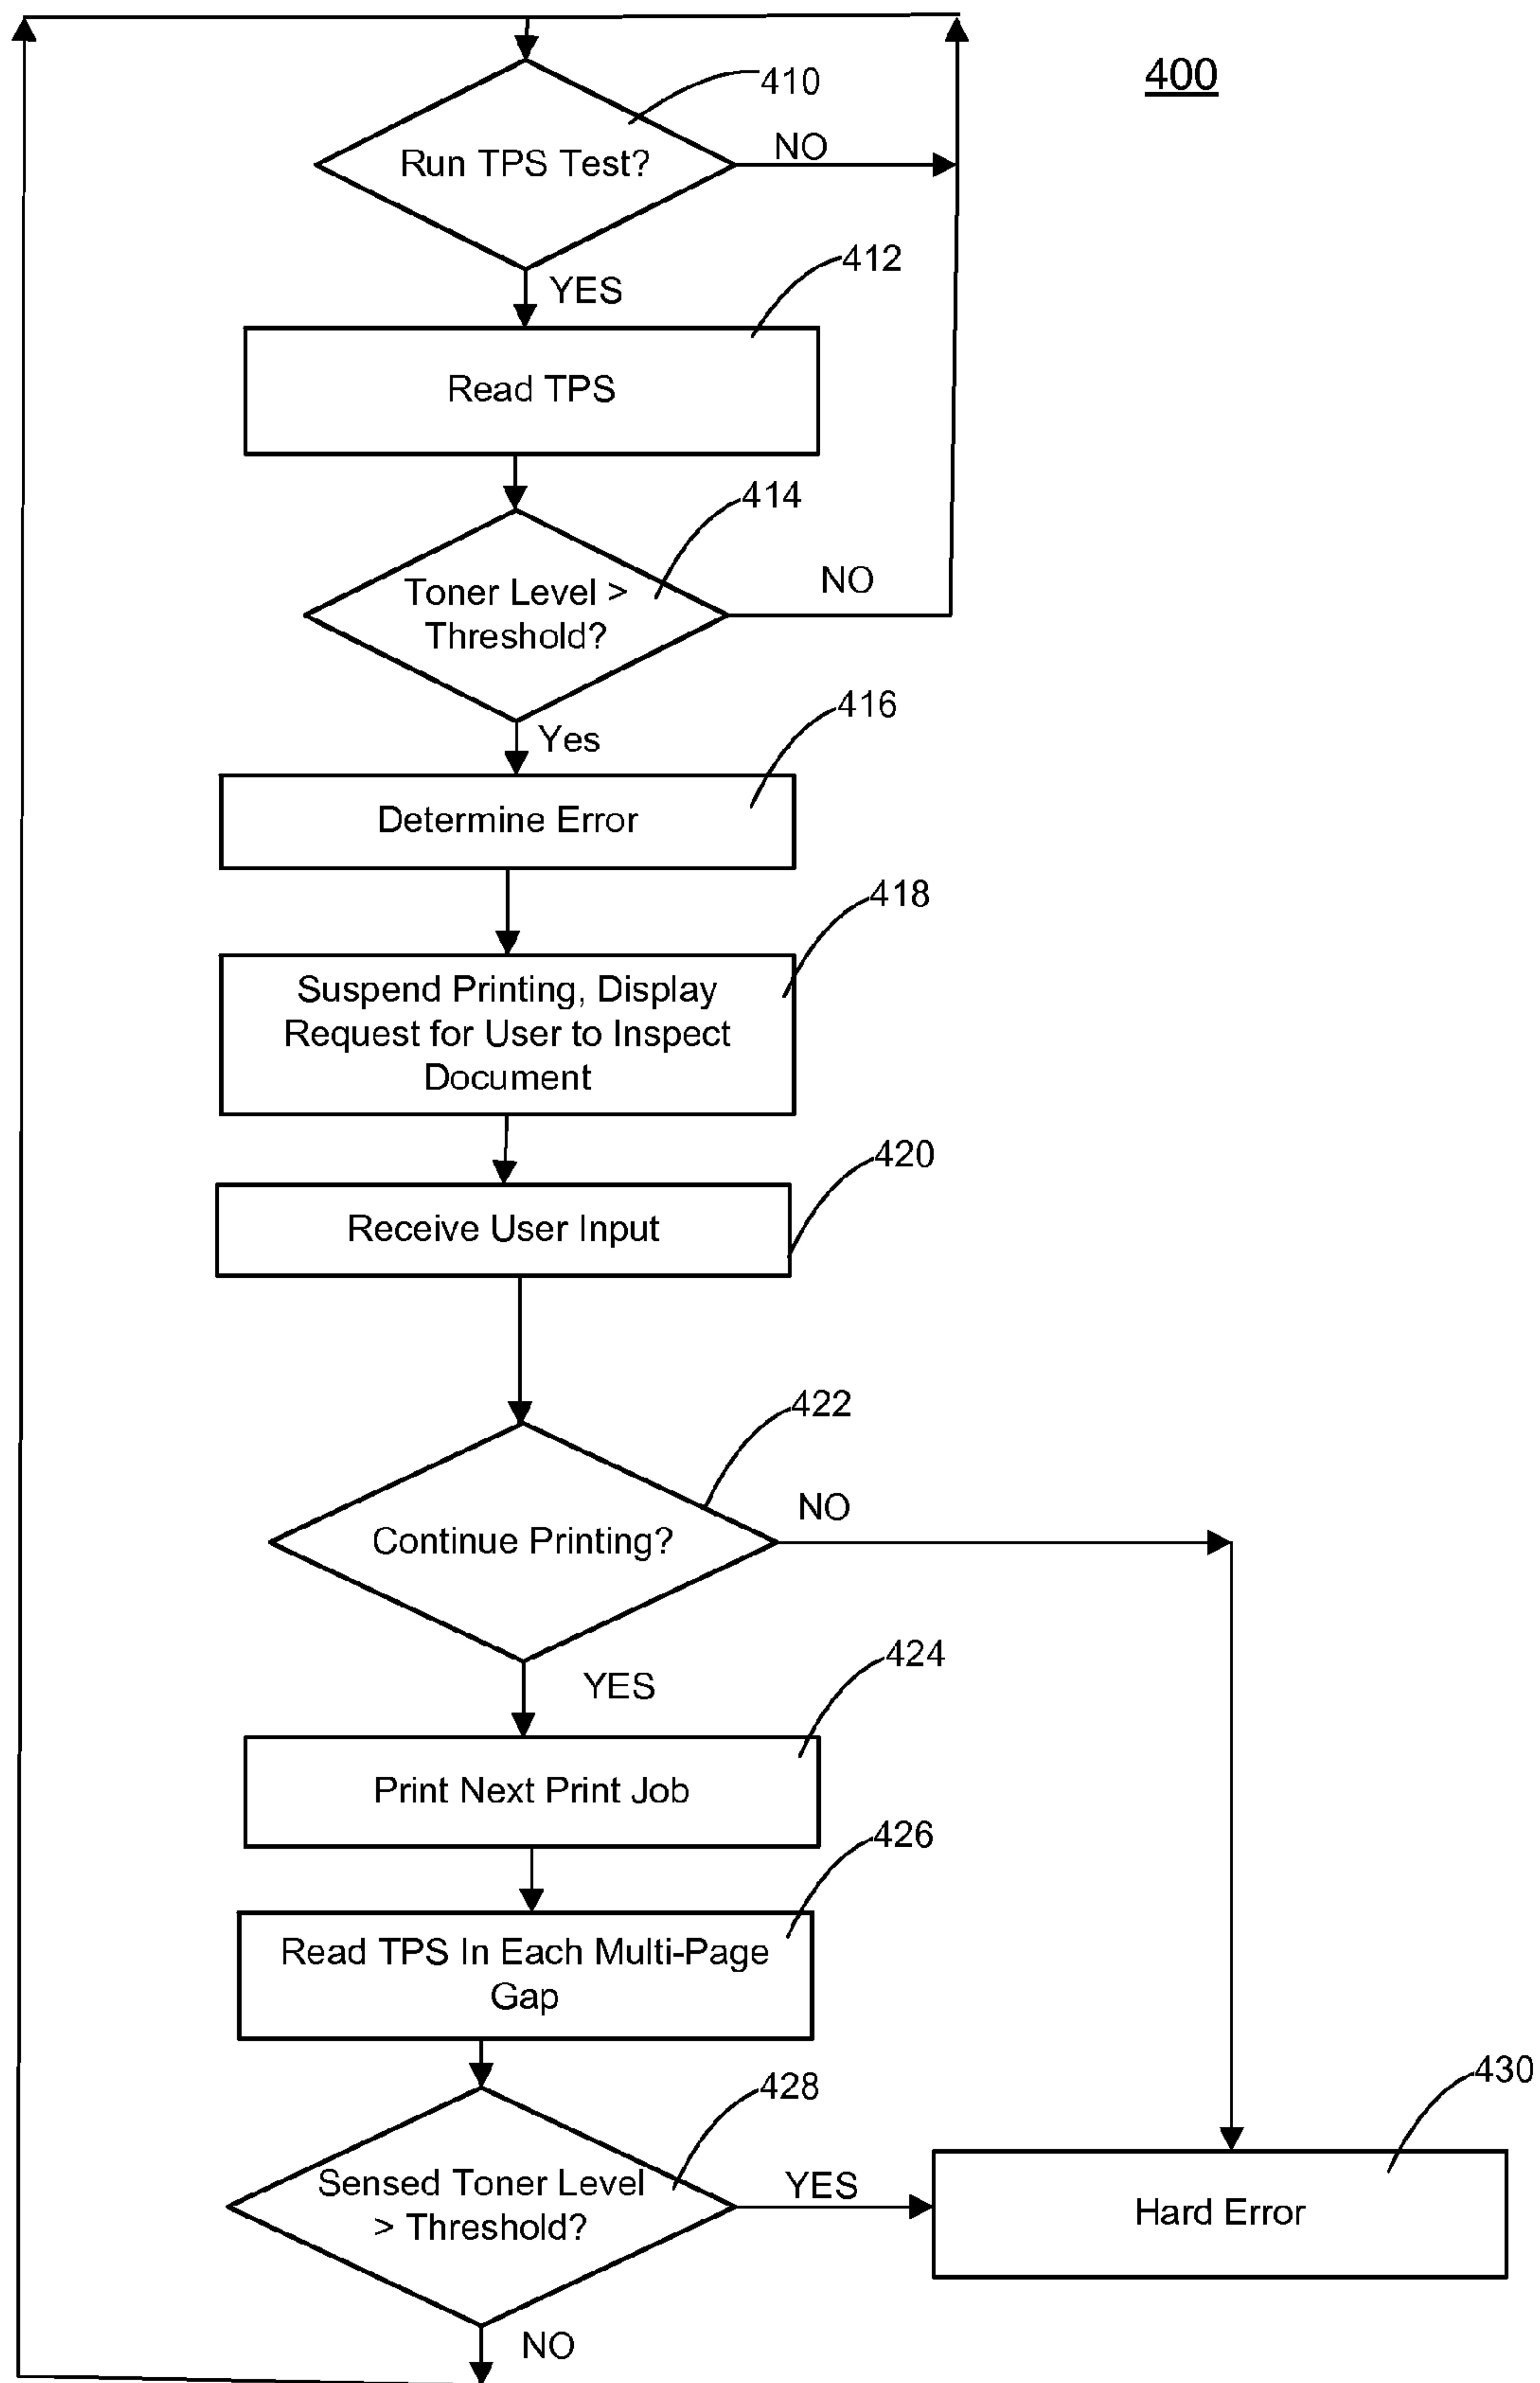 400
410
Run TPS Test?
NO
YES
412
Read TPS
414
Toner Level >
Threshold?
NO
Yes
416
Determine Error
418
Suspend Printing, Display
Request for User to Inspect
Document
420
Receive User Input
422
Continue Printing?
NO
YES
424
Print Next Print Job
426
Read TPS In Each Multi-Page
Gap
428
Sensed Toner Level
> Threshold?
YES
430
Hard Error
NO